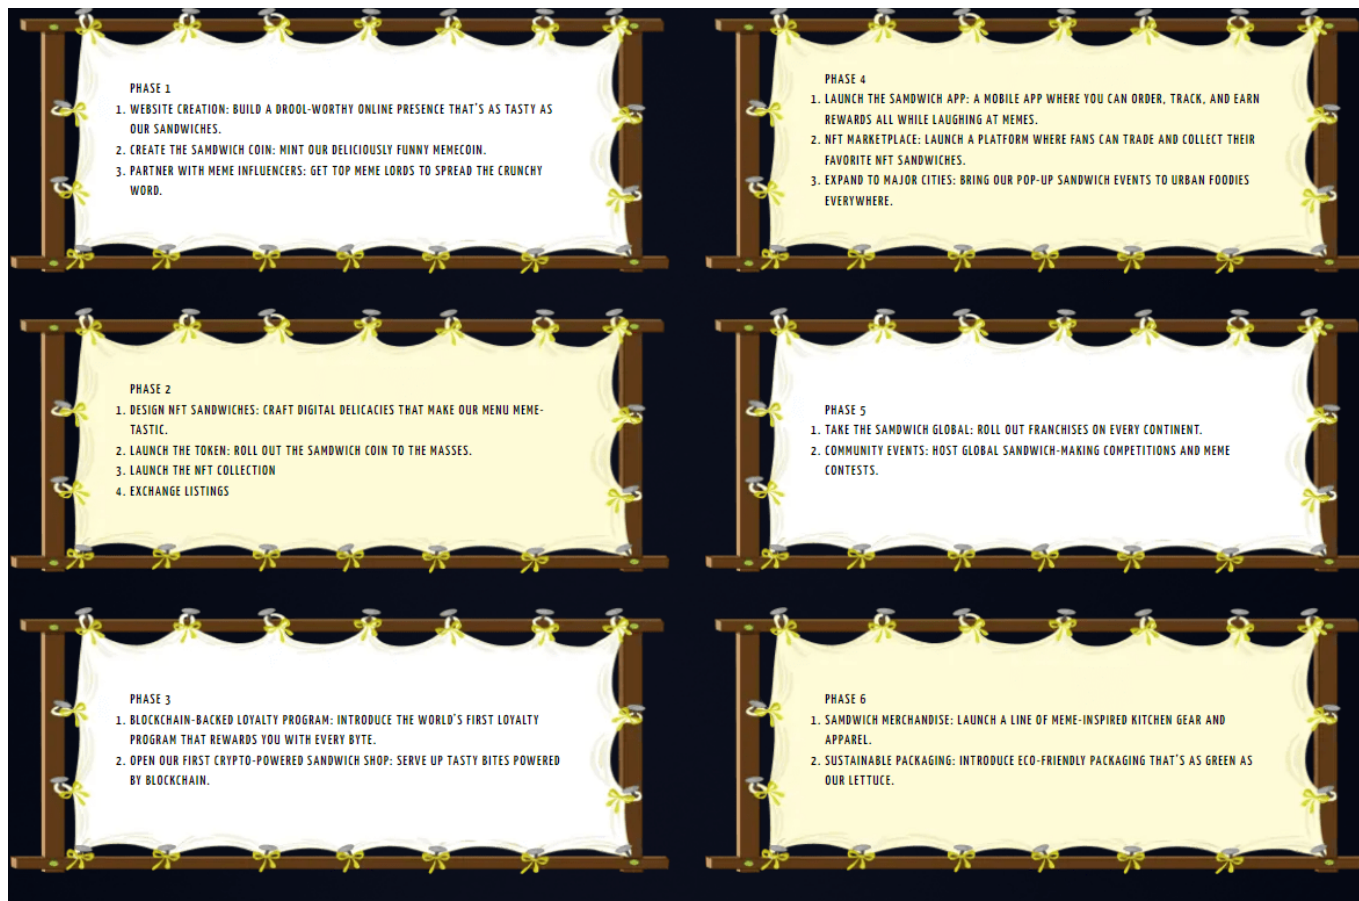 PHASE 1
1. WEBSITE CREATION: BUILD A DROOL-WORTHY ONLINE PRESENCE THAT'S AS TASTY AS
OUR SANDWICHES.
2. CREATE THE SAMDWICH COIN: MINT OUR DELICIOUSLY FUNNY MEMECOIN.
3. PARTNER WITH MEME INFLUENCERS: GET TOP MEME LORDS TO SPREAD THE CRUNCHY
WORD.
PHASE 2
1. DESIGN NFT SANDWICHES: CRAFT DIGITAL DELICACIES THAT MAKE OUR MENU MEME-
TASTIC.
2. LAUNCH THE TOKEN: ROLL OUT THE SAMDWICH COIN TO THE MASSES.
3. LAUNCH THE NFT COLLECTION
4. EXCHANGE LISTINGS
PHASE 3
1. BLOCKCHAIN-BACKED LOYALTY PROGRAM: INTRODUCE THE WORLD'S FIRST LOYALTY
PROGRAM THAT REWARDS YOU WITH EVERY BYTE.
2. OPEN OUR FIRST CRYPTO-POWERED SANDWICH SHOP: SERVE UP TASTY BITES POWERED
BY BLOCKCHAIN.
PHASE 4
1. LAUNCH THE SAMDWICH APP: A MOBILE APP WHERE YOU CAN ORDER, TRACK, AND EARN
REWARDS ALL WHILE LAUGHING AT MEMES.
2. NFT MARKETPLACE: LAUNCH A PLATFORM WHERE FANS CAN TRADE AND COLLECT THEIR
FAVORITE NFT SANDWICHES.
3. EXPAND TO MAJOR CITIES: BRING OUR POP-UP SANDWICH EVENTS TO URBAN FOODIES
EVERYWHERE.
PHASE 5
1. TAKE THE SAMDWICH GLOBAL: ROLL OUT FRANCHISES ON EVERY CONTINENT.
2. COMMUNITY EVENTS: HOST GLOBAL SANDWICH-MAKING COMPETITIONS AND MEME
CONTESTS.
PHASE 6
1. SAMDWICH MERCHANDISE: LAUNCH A LINE OF MEME-INSPIRED KITCHEN GEAR AND
APPAREL.
2. SUSTAINABLE PACKAGING: INTRODUCE ECO-FRIENDLY PACKAGING THAT'S AS GREEN AS
OUR LETTUCE.